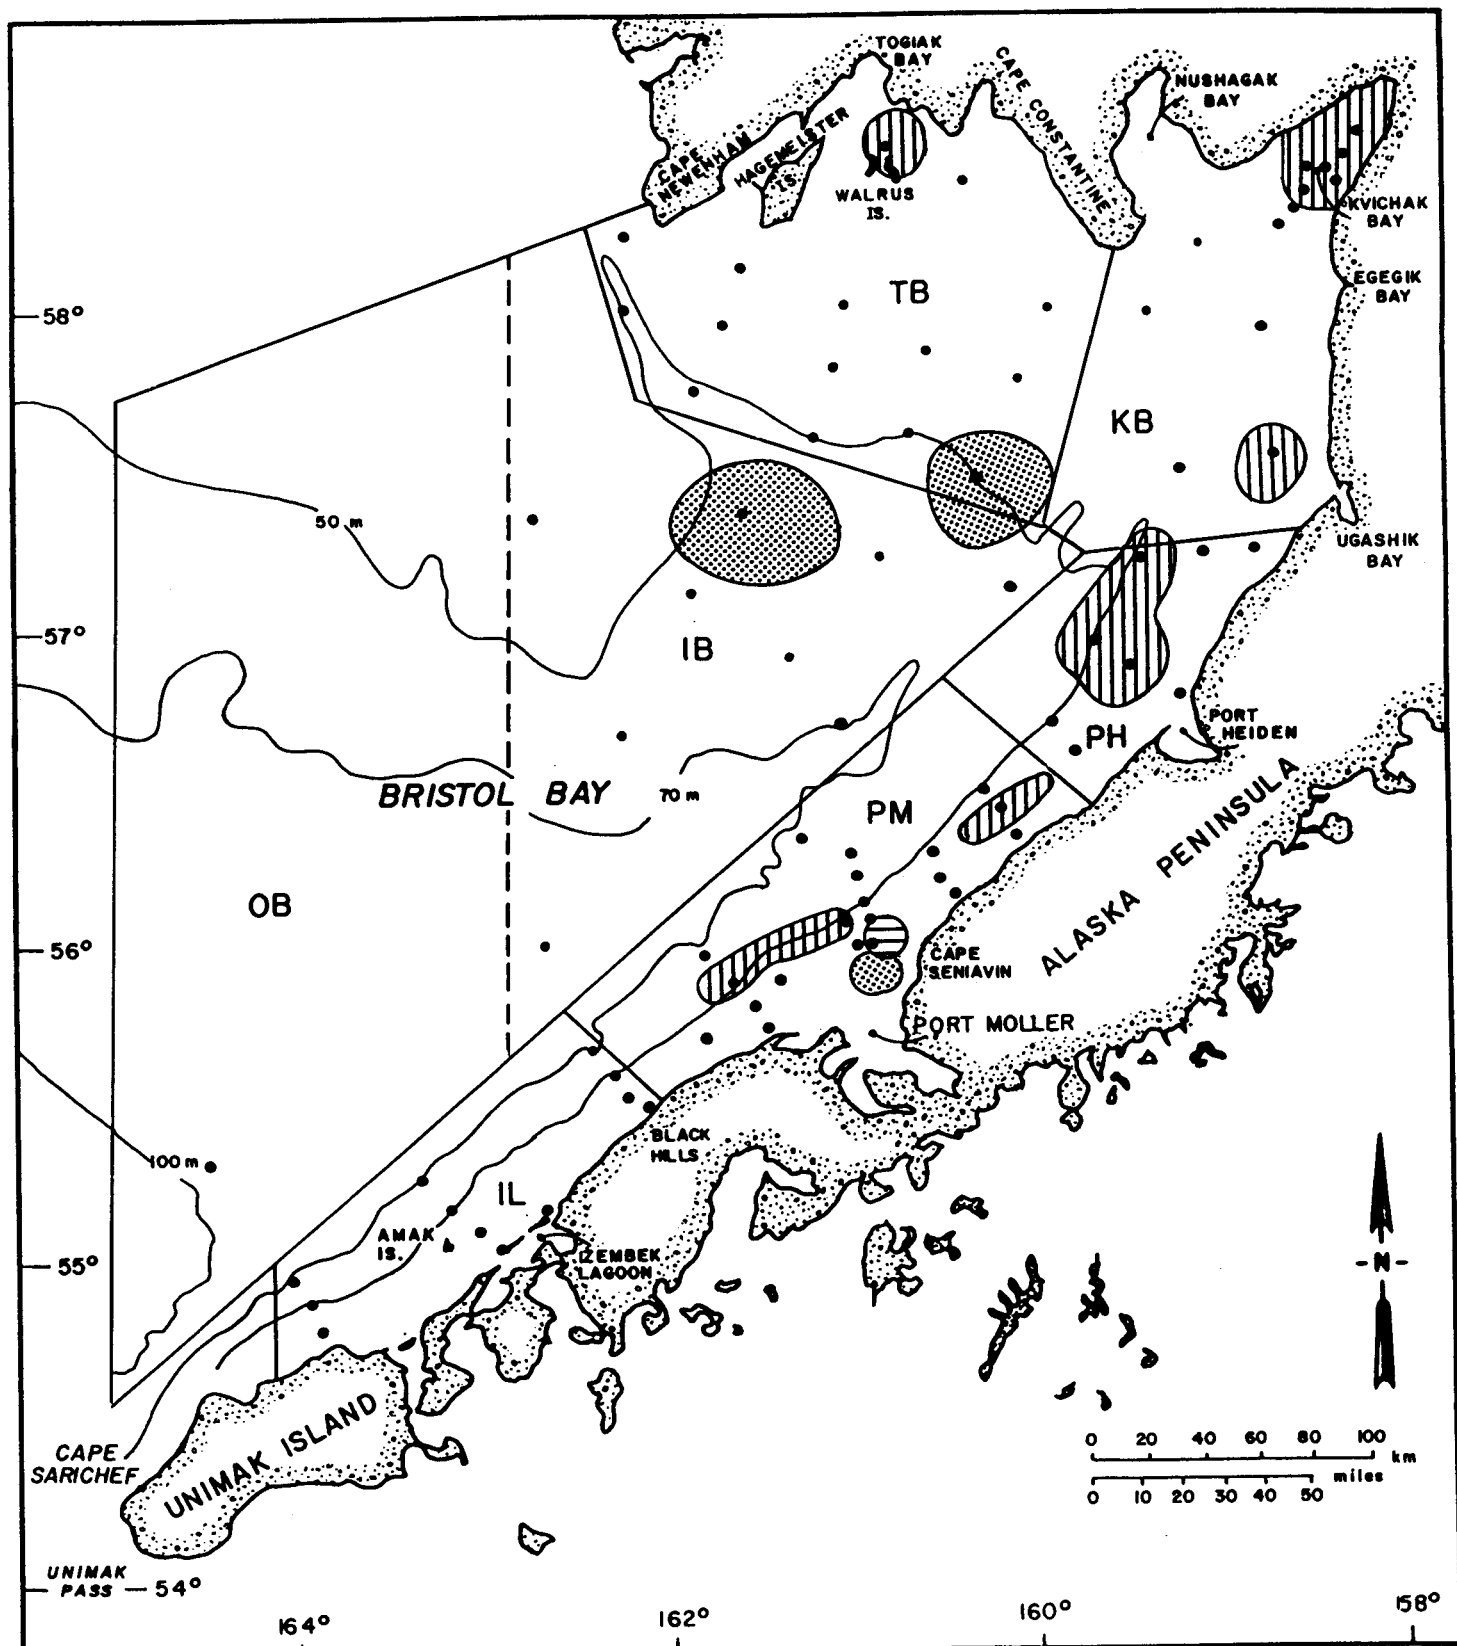 TOGIAK
BAY
CAPE CONSTANTINE
NUSHAGAK
BAY
CAPE
NEWENHAM
HAGEMEISTER
IS.
WALRUS
IS.
KVICHAK
BAY
EGEGIK
BAY
TB
58°
KB
50 m
UGASHIK
BAY
57°
IB
PORT
HEIDEN
PH
BRISTOL BAY
70 m
PM
ALASKA PENINSULA
OB
56°
CAPE
SENIAVIN
PORT MOLLER
BLACK
HILLS
100 m
IL
AMAK
IS.
IZEMBEK
LAGOON
55°
-N-
UNIMAK ISLAND
CAPE
SARICHEF
0 20 40 60 80 100
km
miles
0 10 20 30 40 50
UNIMAK
PASS
54°
164°
162°
160°
158°